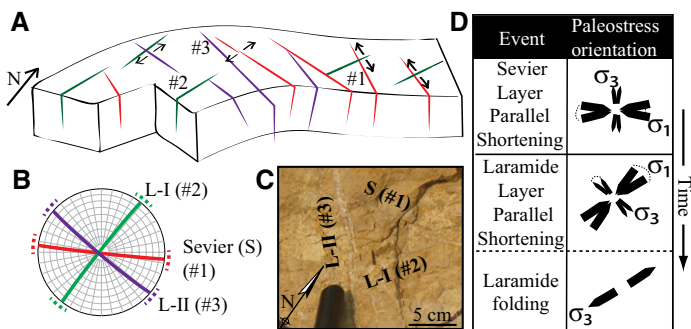 A
N
#3
#2
#1
B
L-I (#2)
Sevier (S)
(#1)
L-II (#3)
C
S (#1)
L-II (#3)
L-I (#2)
N
5 cm
D
Event
Paleostress
orientation
Sevier
Layer
Parallel
Shortening
σ3
σ1
Laramide
Layer
Parallel
Shortening
σ1
σ3
Laramide
folding
σ3
Time